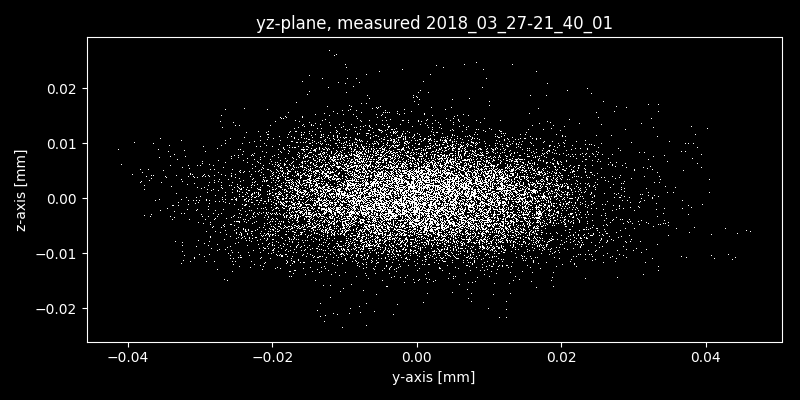 yz-plane, measured 2018_03_27-21_40_01
z-axis [mm]
0.02
0.01
0.00
−0.01
−0.02
−0.04 −0.02 0.00 0.02 0.04
y-axis [mm]